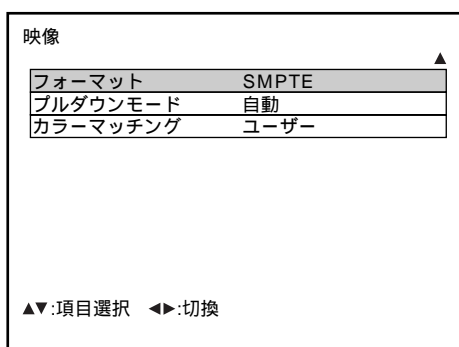 映像
▲
フォーマット SMPTE
プルダウンモード 自動
カラーマッチング ユーザー
▲▼:項目選択 ◀▶:切換